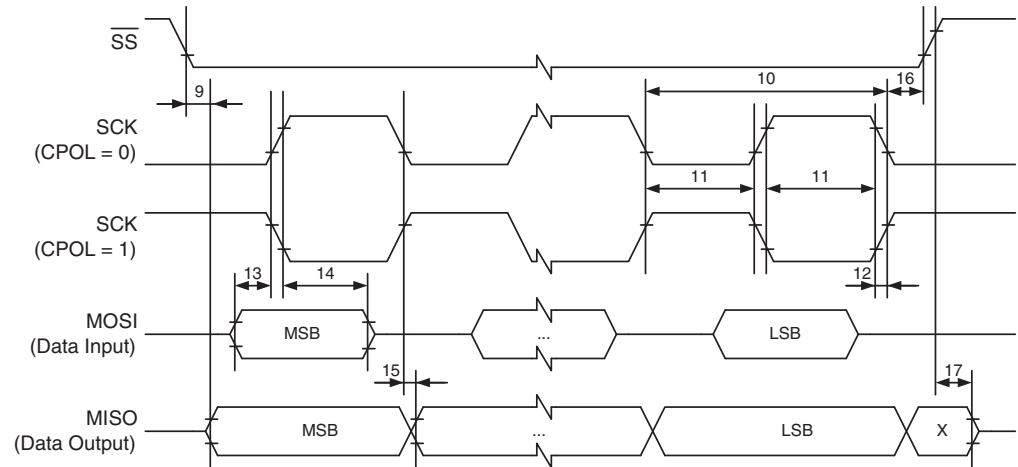 SS
10
9
16
SCK
(CPOL = 0)
11
11
SCK
(CPOL = 1)
13
14
12
MOSI
(Data Input)
MSB
...
LSB
15
17
MISO
(Data Output)
MSB
...
LSB
X